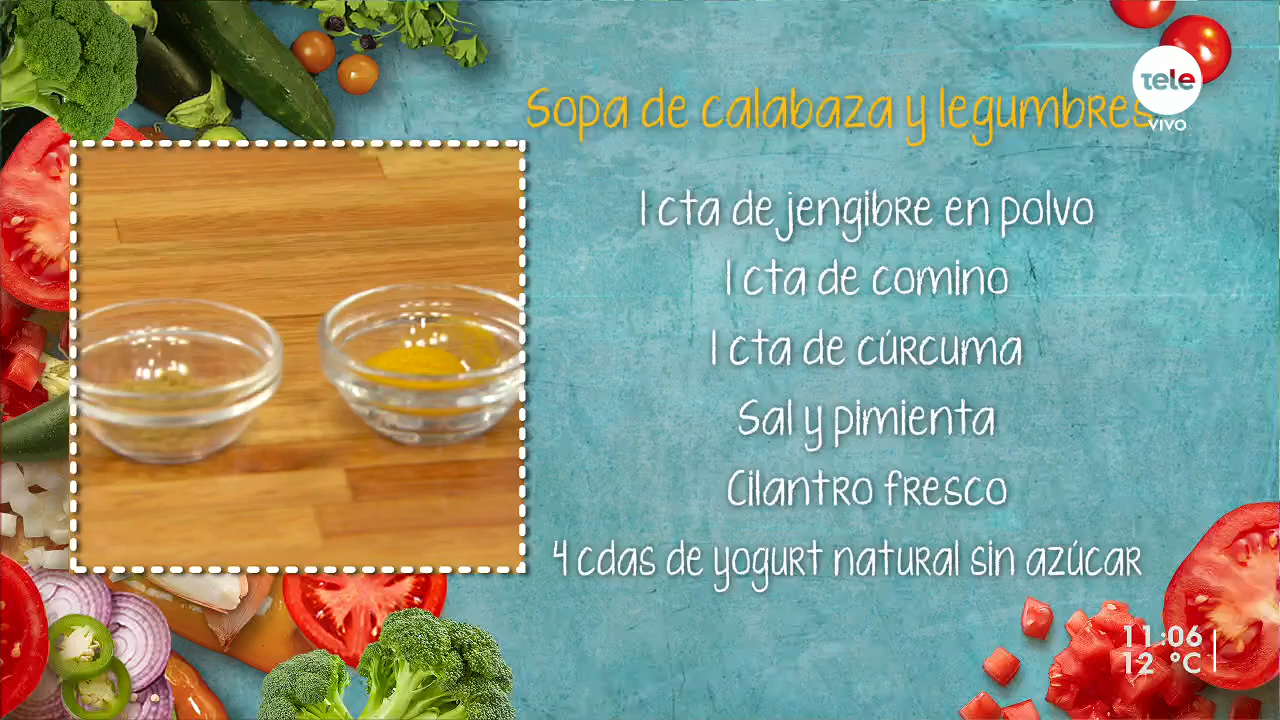 tele
VIVO
Sopa de calabaza y legumbres
1 cta de jengibre en polvo
1 cta de comino
1 cta de cúrcuma
Sal y pimienta
Cilantro fresco
4 cdas de yogurt natural sin azúcar
11:06
12 °C